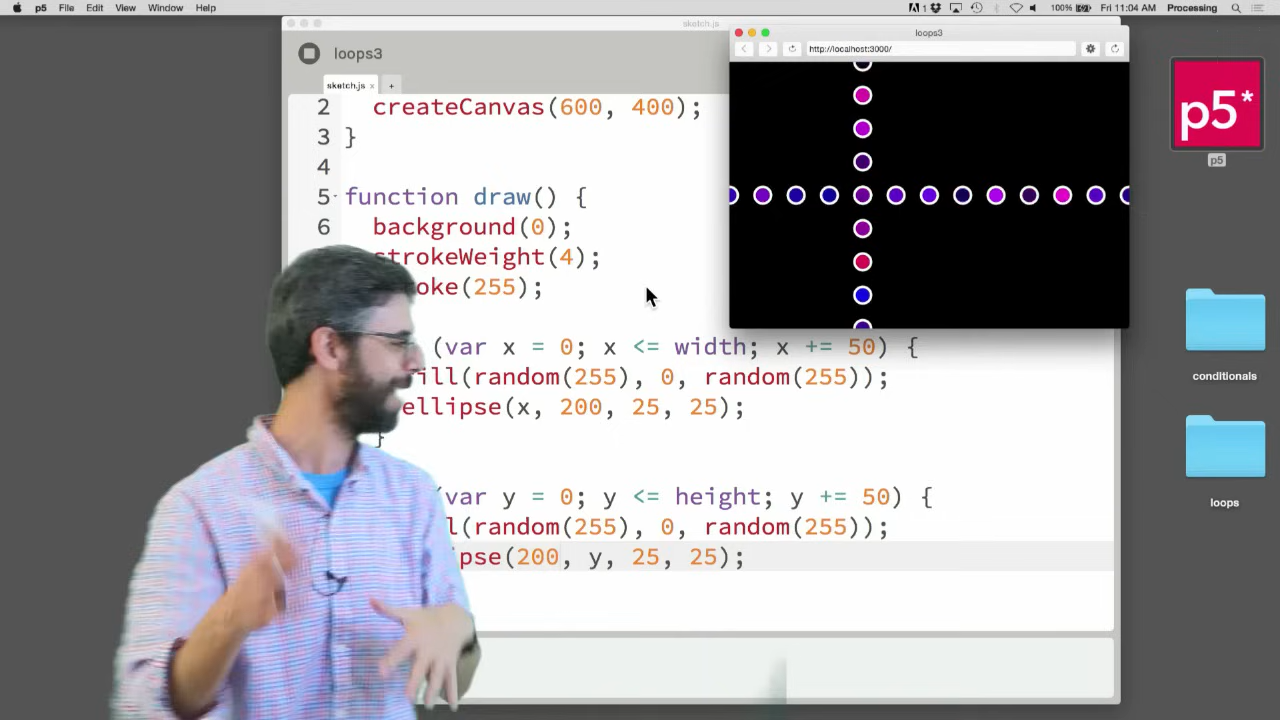 p5 File Edit View Window Help
1 100% Fri 11:04 AM Processing
sketch.js
loops3
loops3
http://localhost:3000/
sketch.js × +
2 createCanvas(600, 400);
3 }
4
5 function draw() {
6 background(0);
strokeWeight(4);
oke(255);
(var x = 0; x <= width; x += 50) {
ill(random(255), 0, random(255));
ellipse(x, 200, 25, 25);
}
(var y = 0; y <= height; y += 50) {
l(random(255), 0, random(255));
ipse(200, y, 25, 25);
p5*
p5
conditionals
loops